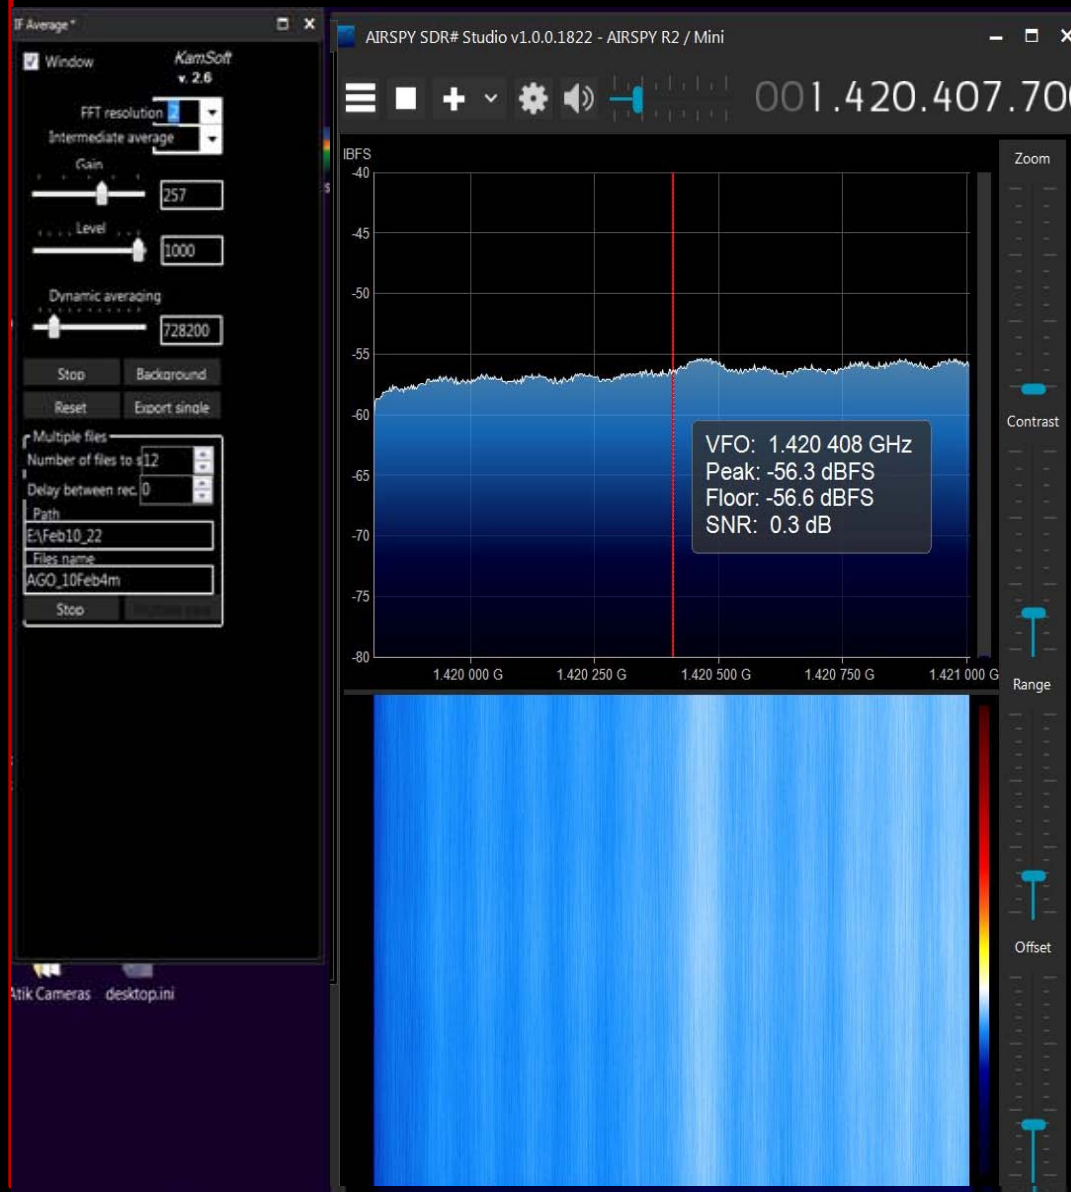 IF Average *
Window
KamSoft
v. 2.6
FFT resolution 2
Intermediate average
Gain
257
Level
1000
Dynamic averaging
728200
Stop Background
Reset Export single
Multiple files
Number of files to s 12
Delay between rec. 0
Path
E:\Feb10_22
Files name
AGO_10Feb4m
Stop
Atik Cameras desktop.ini
AIRSPY SDR# Studio v1.0.0.1822 - AIRSPY R2 / Mini
001.420.407.700
IBFS
-40
-45
-50
-55
-60
-65
-70
-75
-80
VFO: 1.420 408 GHz
Peak: -56.3 dBFS
Floor: -56.6 dBFS
SNR: 0.3 dB
1.420 000 G 1.420 250 G 1.420 500 G 1.420 750 G 1.421 000 G
Zoom
Contrast
Range
Offset